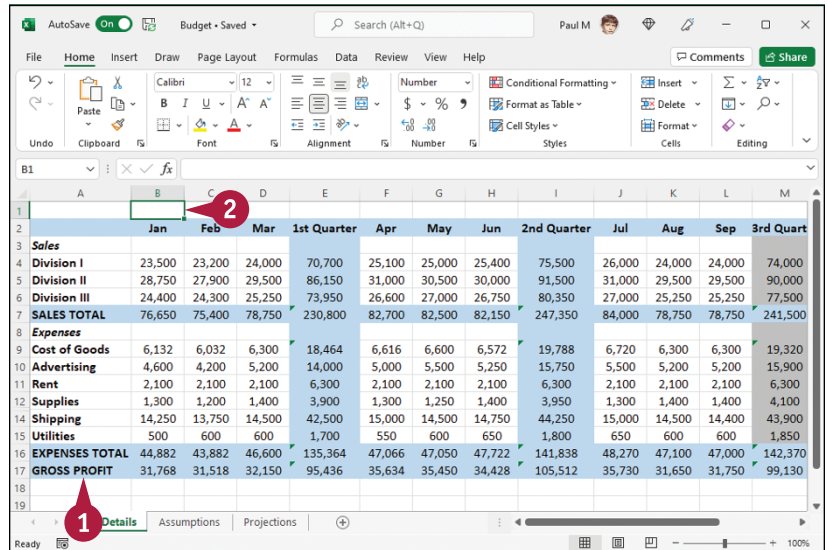 AutoSave On Budget • Saved Search (Alt+Q) Paul M
File Home Insert Draw Page Layout Formulas Data Review View Help Comments Share
Calibri 12 Number Conditional Formatting Insert
Paste B I U A A $ % Format as Table Delete
A Cell Styles Format
Undo Clipboard Font Alignment Number Styles Cells Editing
B1 fx
A B C D E F G H I J K L M
1 2
2 Jan Feb Mar 1st Quarter Apr May Jun 2nd Quarter Jul Aug Sep 3rd Quart
3 Sales
4 Division I 23,500 23,200 24,000 70,700 25,100 25,000 25,400 75,500 26,000 24,000 24,000 74,000
5 Division II 28,750 27,900 29,500 86,150 31,000 30,500 30,000 91,500 31,000 29,500 29,500 90,000
6 Division III 24,400 24,300 25,250 73,950 26,600 27,000 26,750 80,350 27,000 25,250 25,250 77,500
7 SALES TOTAL 76,650 75,400 78,750 230,800 82,700 82,500 82,150 247,350 84,000 78,750 78,750 241,500
8 Expenses
9 Cost of Goods 6,132 6,032 6,300 18,464 6,616 6,600 6,572 19,788 6,720 6,300 6,300 19,320
10 Advertising 4,600 4,200 5,200 14,000 5,000 5,500 5,250 15,750 5,500 5,200 5,200 15,900
11 Rent 2,100 2,100 2,100 6,300 2,100 2,100 2,100 6,300 2,100 2,100 2,100 6,300
12 Supplies 1,300 1,200 1,400 3,900 1,300 1,250 1,400 3,950 1,300 1,400 1,400 4,100
14 Shipping 14,250 13,750 14,500 42,500 15,000 14,500 14,750 44,250 15,000 14,500 14,400 43,900
15 Utilities 500 600 600 1,700 550 600 650 1,800 650 600 600 1,850
16 EXPENSES TOTAL 44,882 43,882 46,600 135,364 47,066 47,050 47,722 141,838 48,270 47,100 47,000 142,370
17 GROSS PROFIT 31,768 31,518 32,150 95,436 35,634 35,450 34,428 105,512 35,730 31,650 31,750 99,130
18
19
1 Details Assumptions Projections
Ready 100%